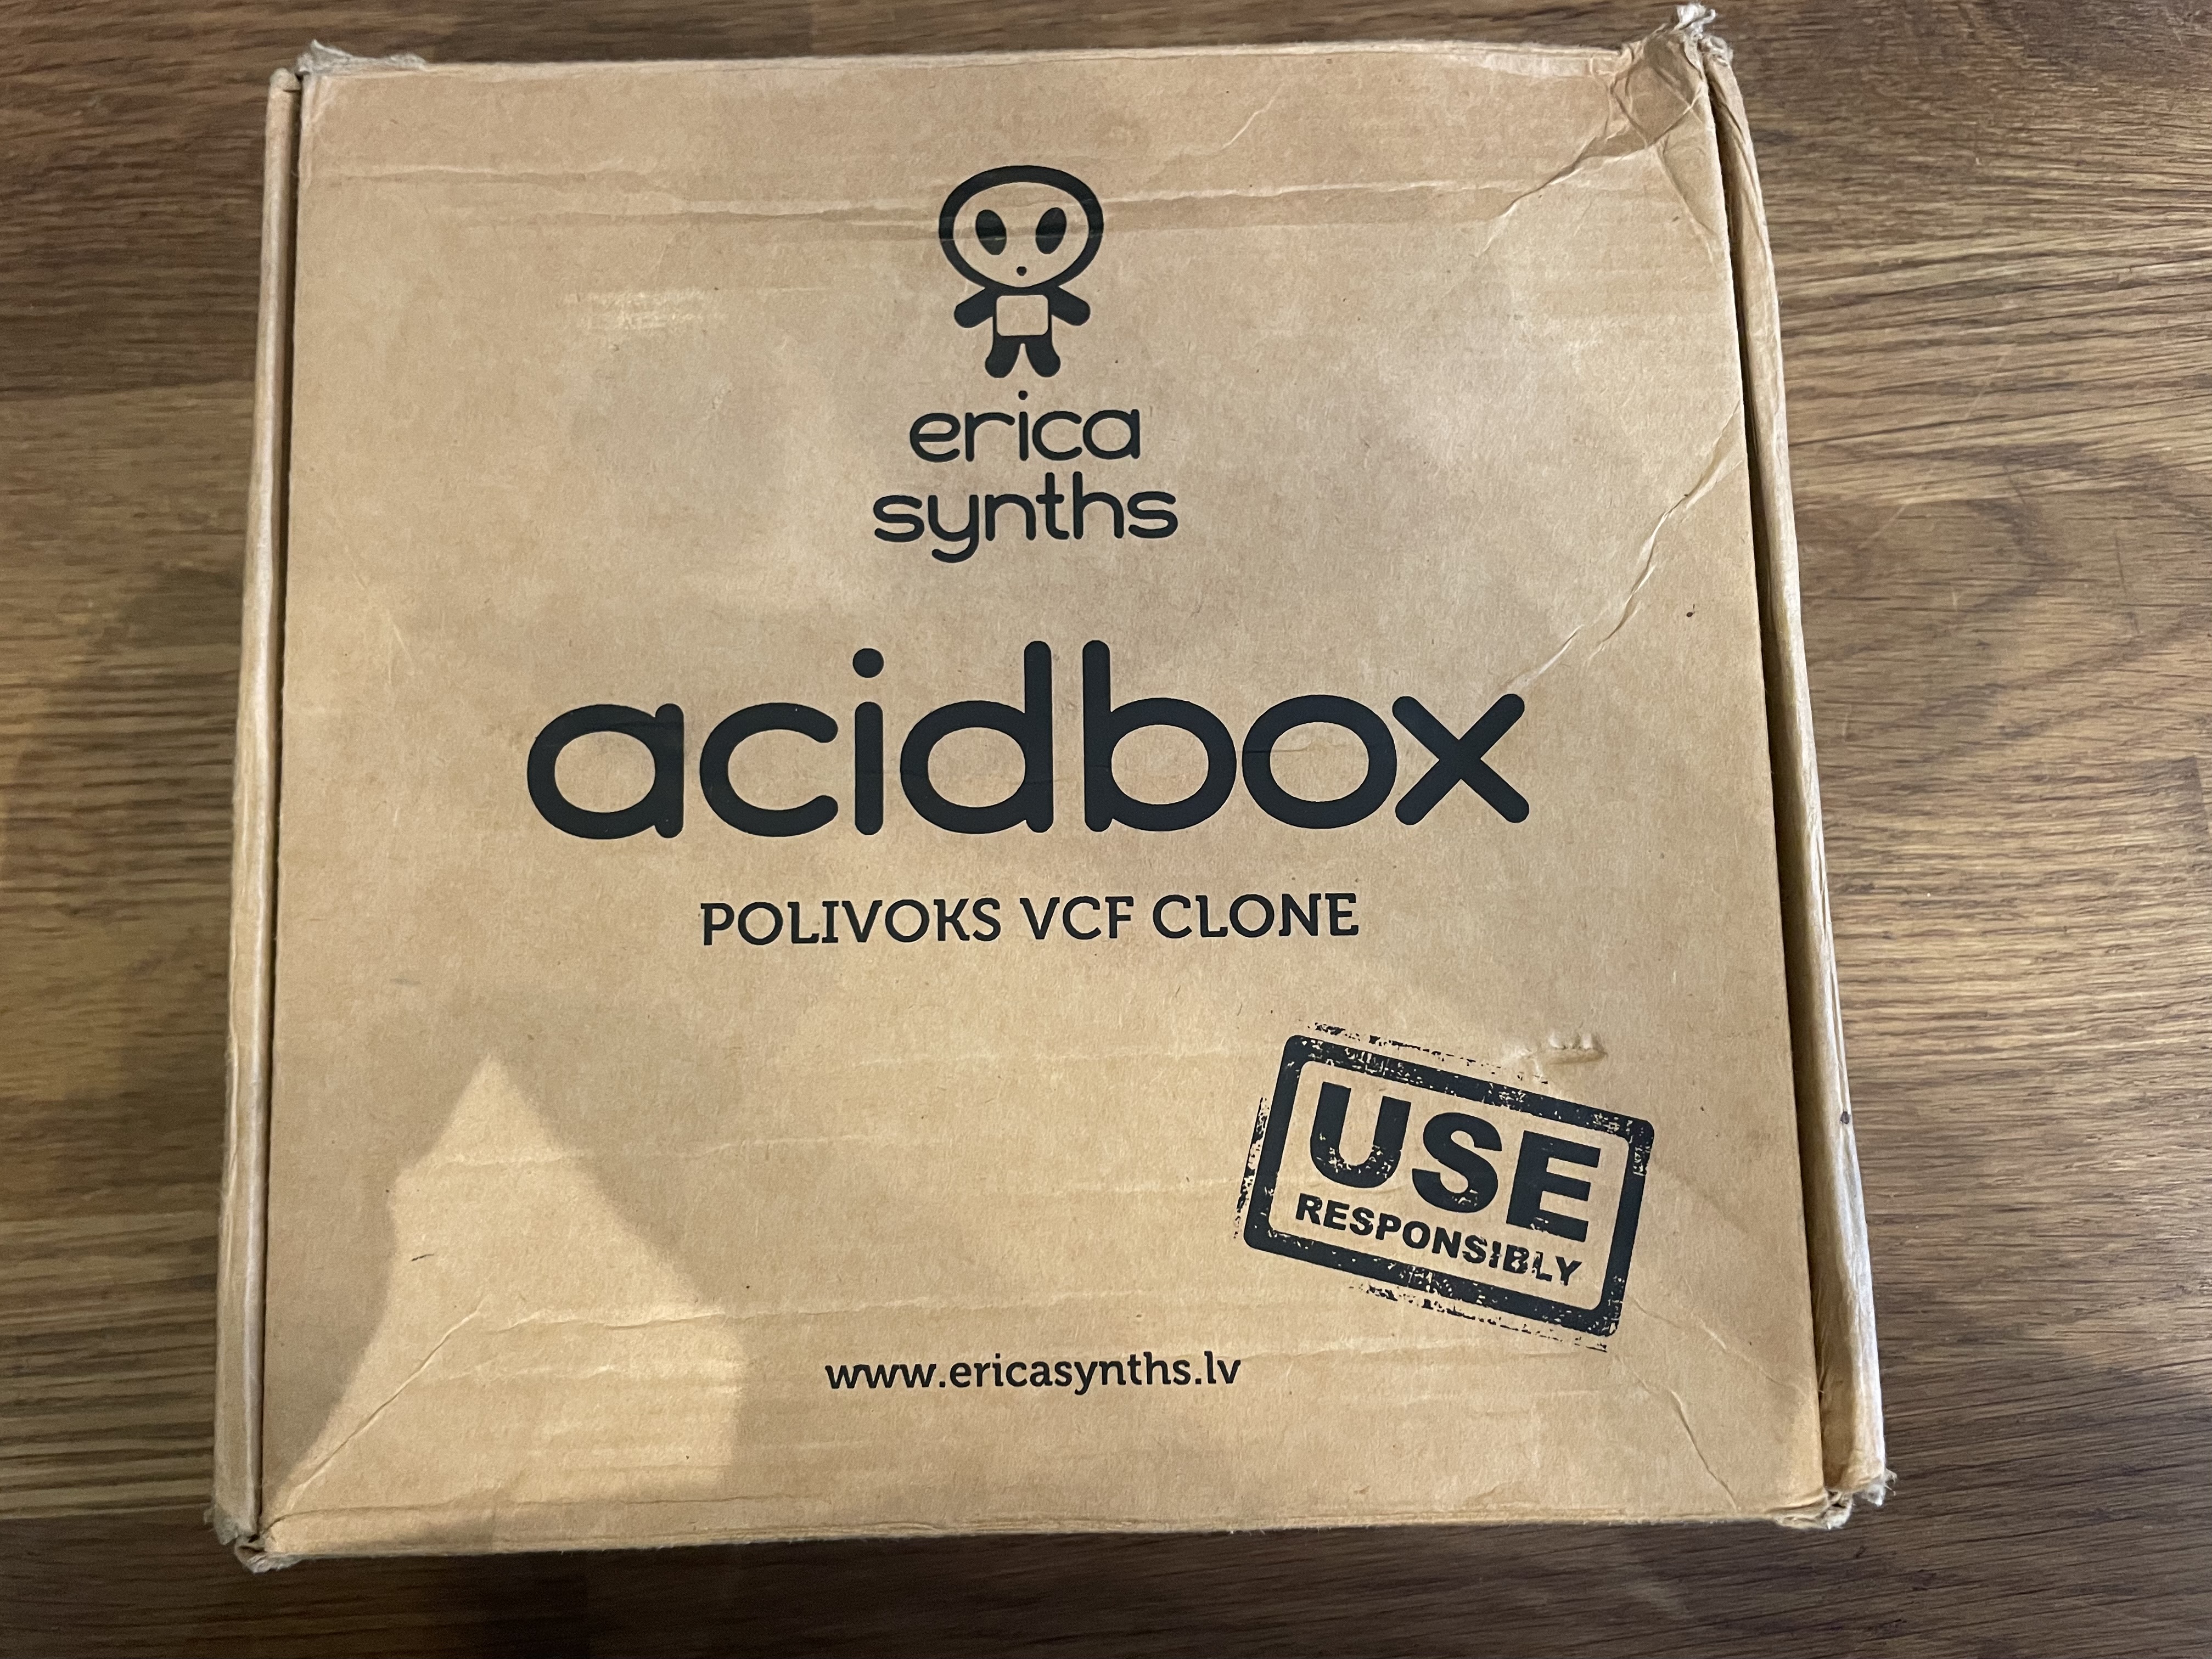 erica
synths
acidbox
POLIVOKS VCF CLONE
USE
RESPONSIBLY
www.ericasynths.lv